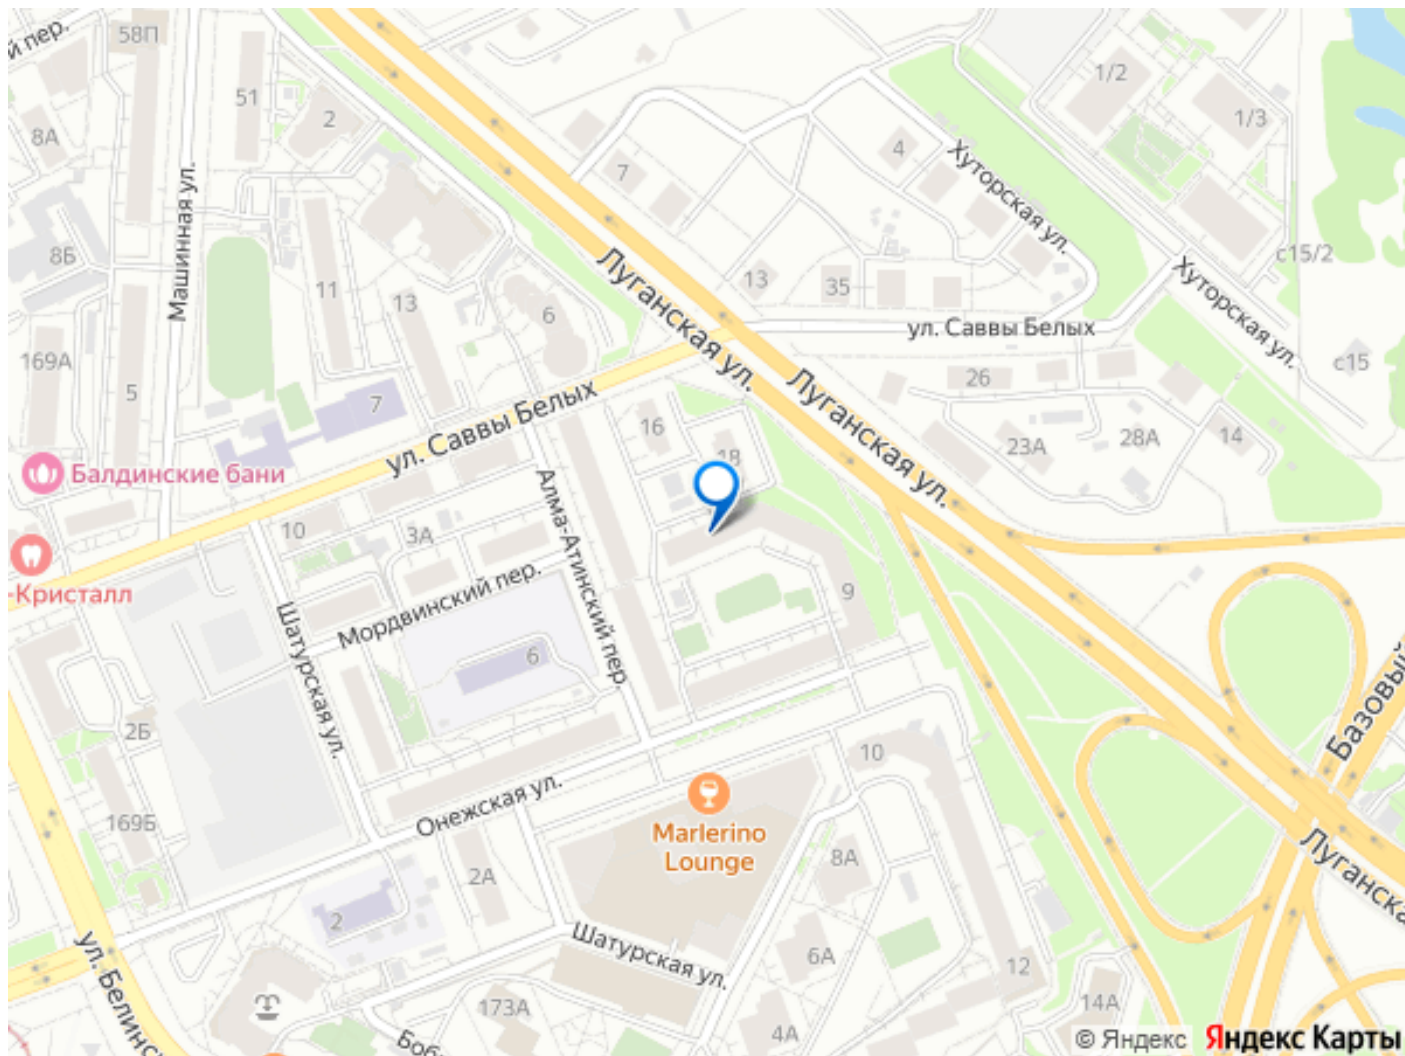 й пер.
58П
51
2
8А
Машинная ул.
8Б
11
13
6
169А
5
7
Балдинские бани
ул. Саввы Белых
10
3А
Кристалл
Шатурская ул.
Мордвинский пер.
Алма-Атинский пер.
6
2Б
169Б
ул. Белинс
Онежская ул.
2А
2
173А
Боб
Шатурская ул.
Marlerino
Lounge
4А
6А
8А
10
12
14А
16
18
9
Луганская ул.
Луганская ул.
7
4
13
35
Хуторская ул.
ул. Саввы Белых
1/2
1/3
с15/2
Хуторская ул.
с15
26
23А
28А
14
Базовый
Луганска
© Яндекс Яндекс Карты